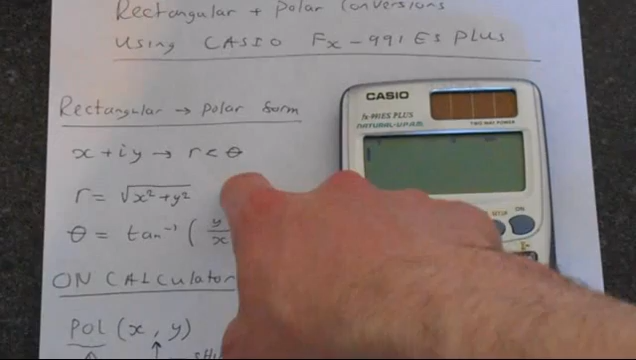 Rectangular + Polar Conversions
Using CASIO Fx-991 ES PLUS
Rectangular → Polar form
x + iy → r < θ
r = √x² + y²
θ = tan⁻¹ ( y/x
ON CALculator
POL (x, y)
CASIO
fx-991ES PLUS
NATURAL-V.P.A.M.
TWO WAY POWER
ON